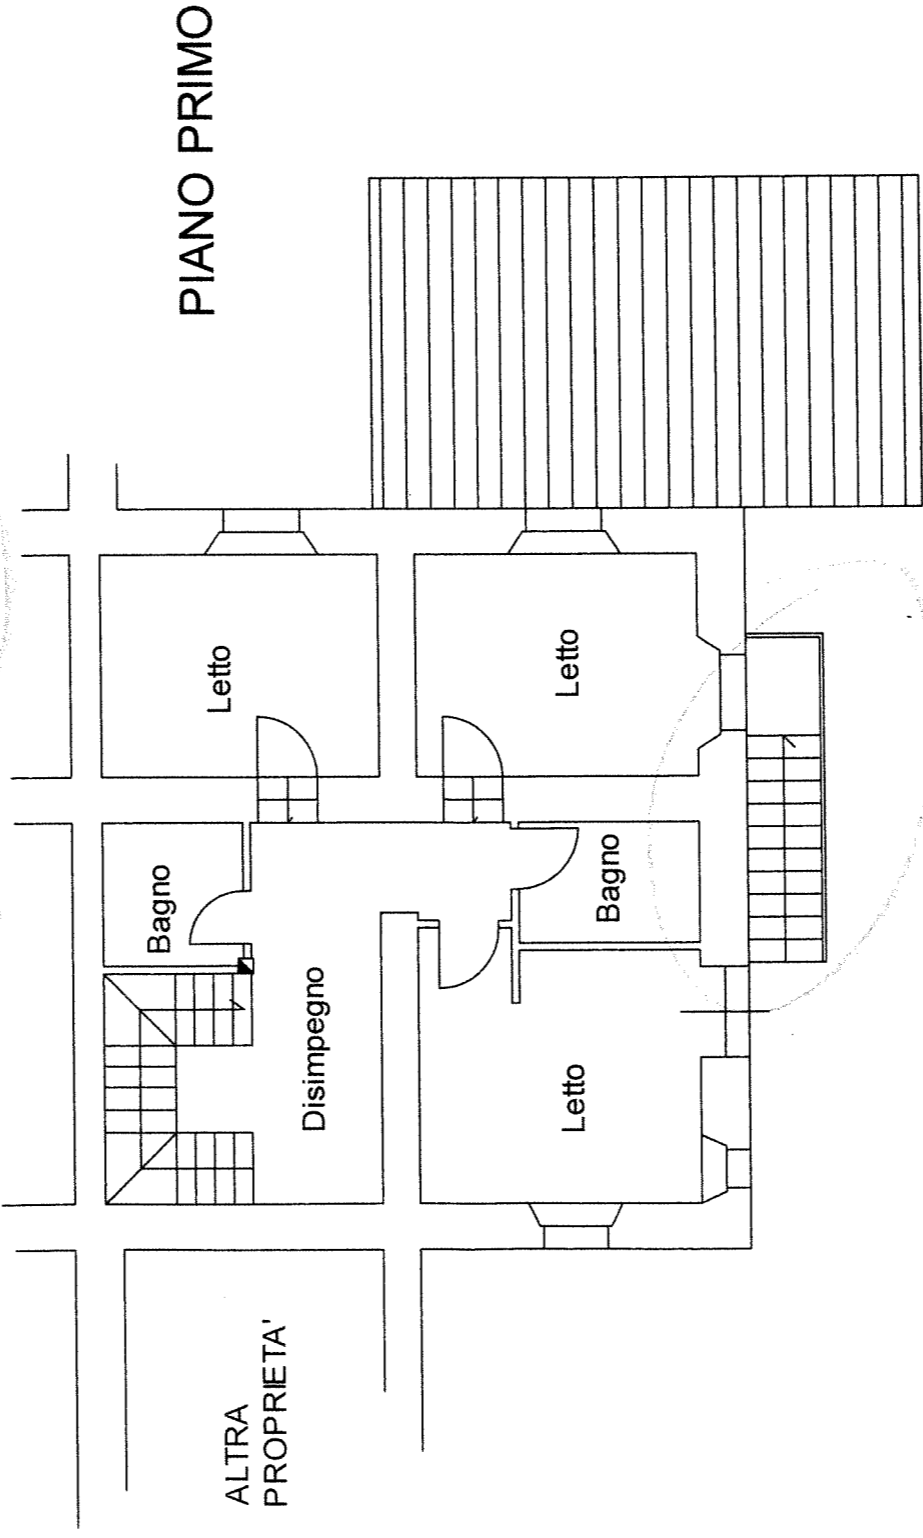 PIANO PRIMO
Letto
Letto
Bagno
Bagno
Disimpegno
Letto
ALTRA
PROPRIETA'